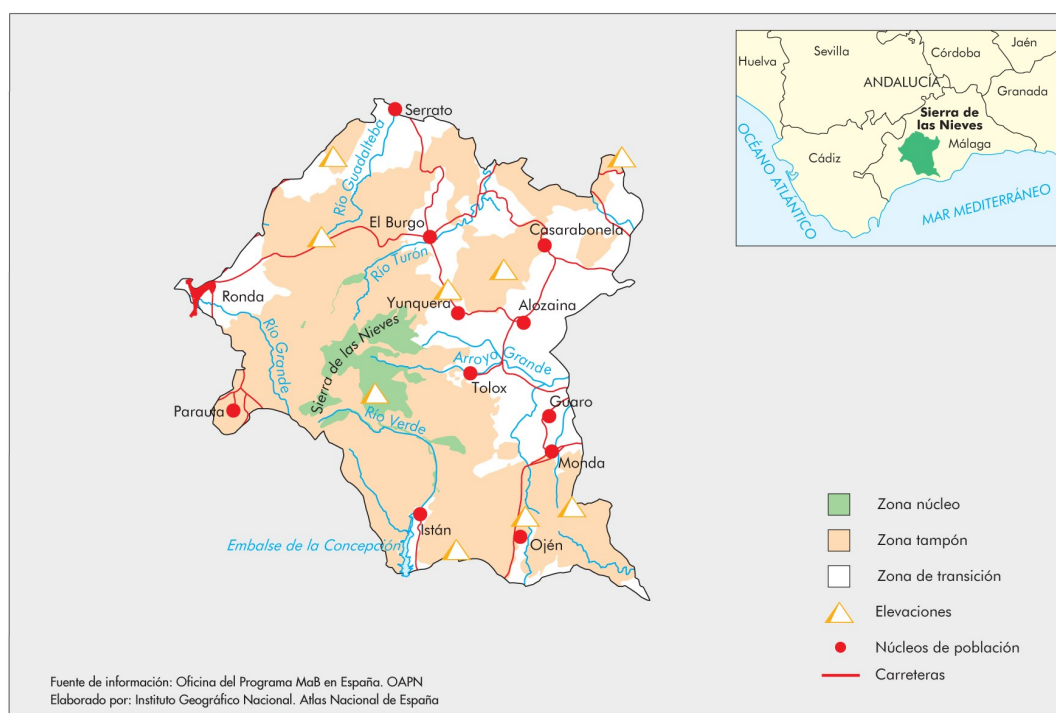 Huelva
Sevilla
Córdoba
Jaén
ANDALUCÍA
Granada
Sierra de
las Nieves
Málaga
Cádiz
OCÉANO ATLÁNTICO
MAR MEDITERRÁNEO
Serrato
Río Guadalteba
El Burgo
Casarabonela
Río Turón
Ronda
Yunquera
Alozaina
Río Grande
Sierra de las Nieves
Arroyo Grande
Tolox
Parauta
Guaro
Río Verde
Monda
Istán
Ojén
Embalse de la Concepción
Zona núcleo
Zona tampón
Zona de transición
Elevaciones
Núcleos de población
Carreteras
Fuente de información: Oficina del Programa MaB en España. OAPN
Elaborado por: Instituto Geográfico Nacional. Atlas Nacional de España